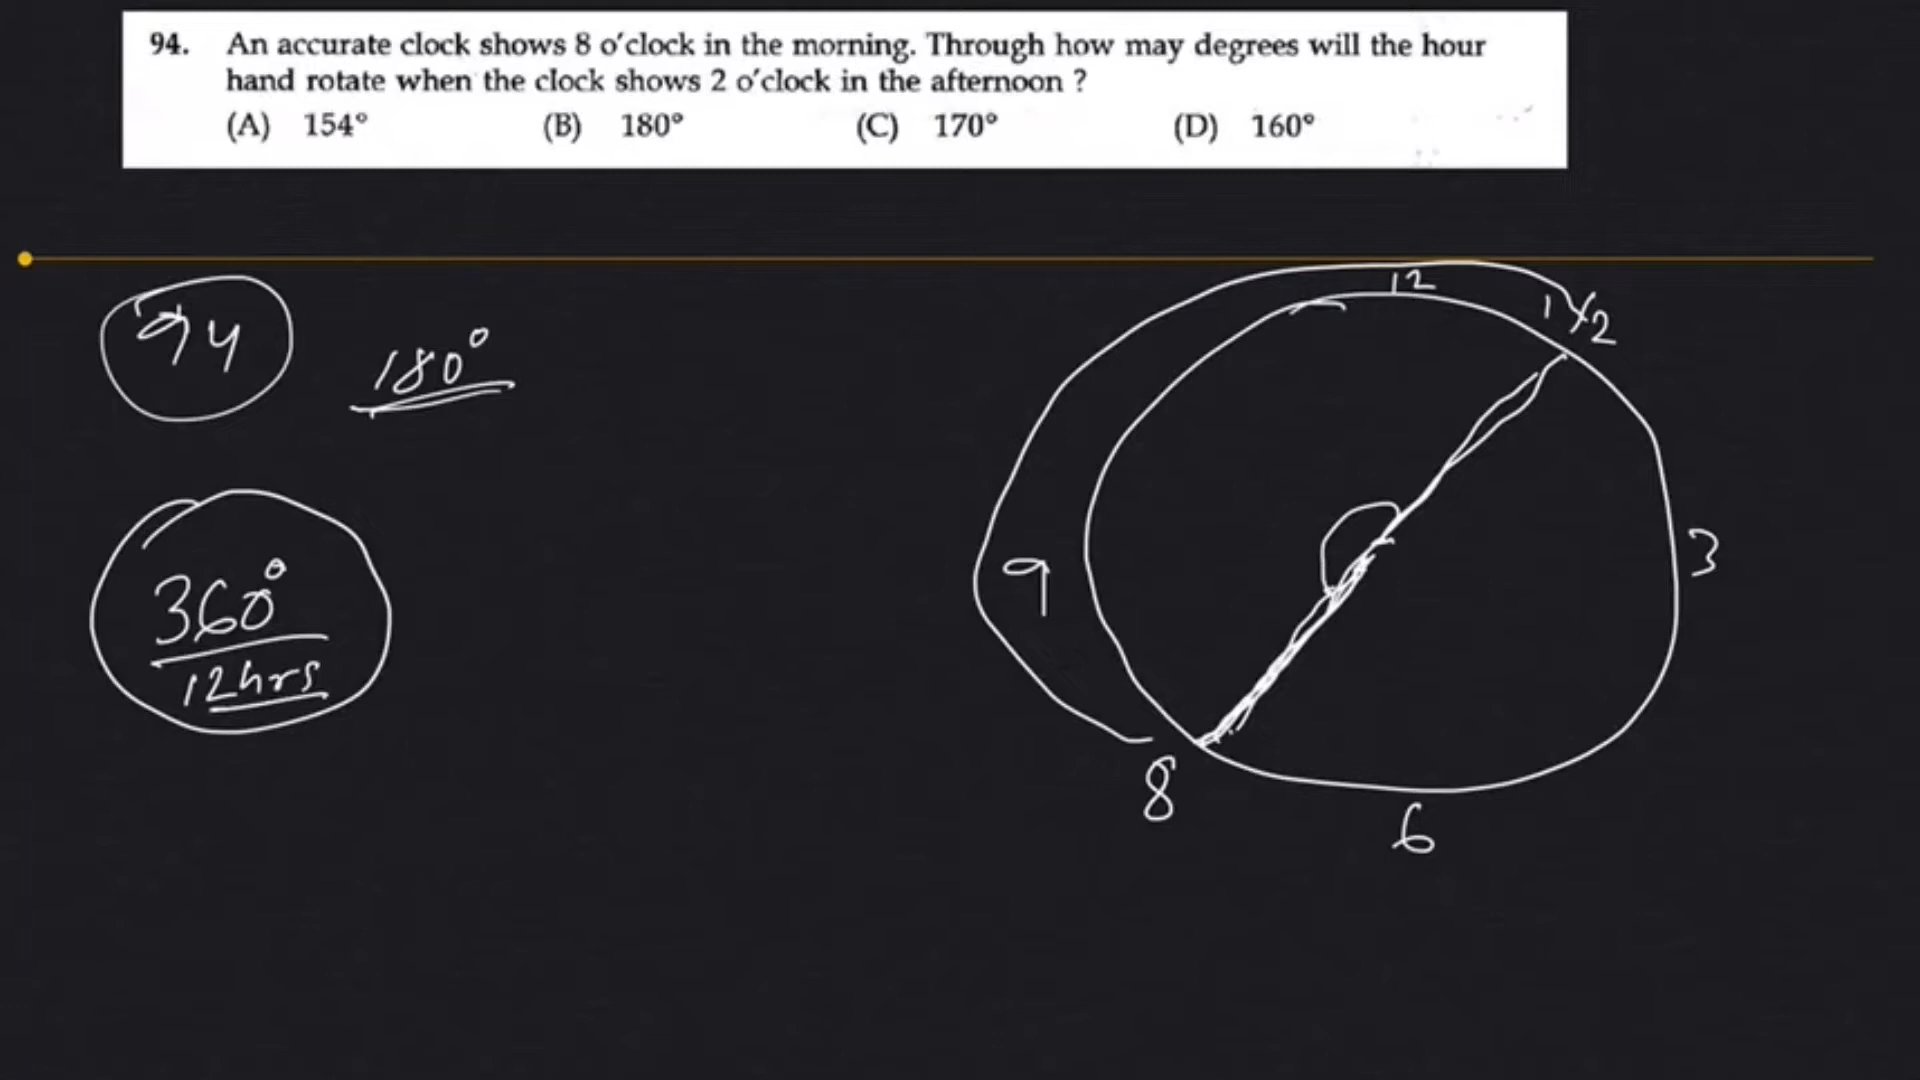 94. An accurate clock shows 8 o'clock in the morning. Through how may degrees will the hour
hand rotate when the clock shows 2 o'clock in the afternoon ?
(A) 154° (B) 180° (C) 170° (D) 160°
94
180°
360°
12hrs
12
1
2
3
6
8
9